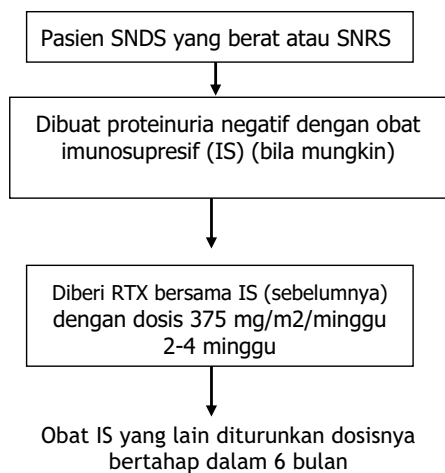 Pasien SNDS yang berat atau SNRS
Dibuat proteinuria negatif dengan obat
imunosupresif (IS) (bila mungkin)
Diberi RTX bersama IS (sebelumnya)
dengan dosis 375 mg/m2/minggu
2-4 minggu
Obat IS yang lain diturunkan dosisnya
bertahap dalam 6 bulan